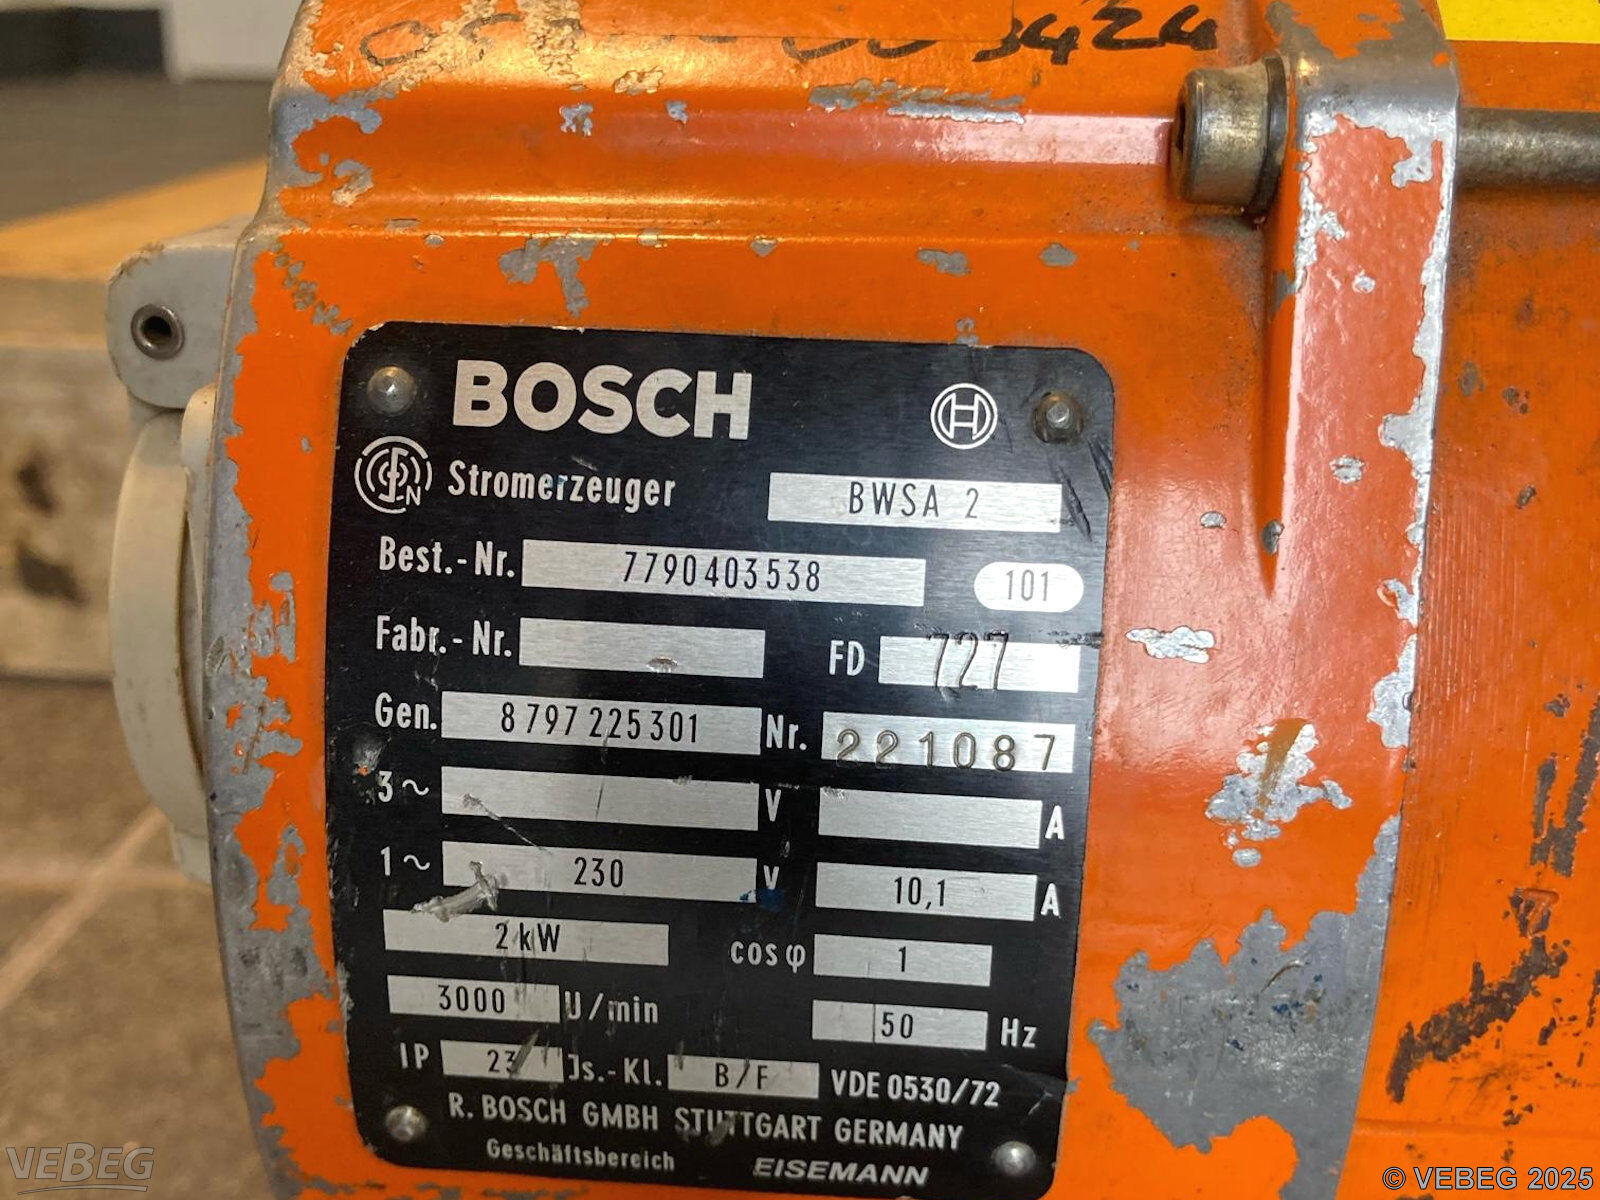 3424
BOSCH
Stromerzeuger BWSA 2
Best.-Nr. 7790403538 101
Fabr.-Nr. FD 727
Gen. 8 797 225 301 Nr. 221087
3~ V A
1~ 230 V 10,1 A
2 kW cos φ 1
3000 U/min 50 Hz
IP 23 Js.-Kl. B/F VDE 0530/72
R. BOSCH GMBH STUTTGART GERMANY
Geschäftsbereich EISEMANN
VEBEG
© VEBEG 2025